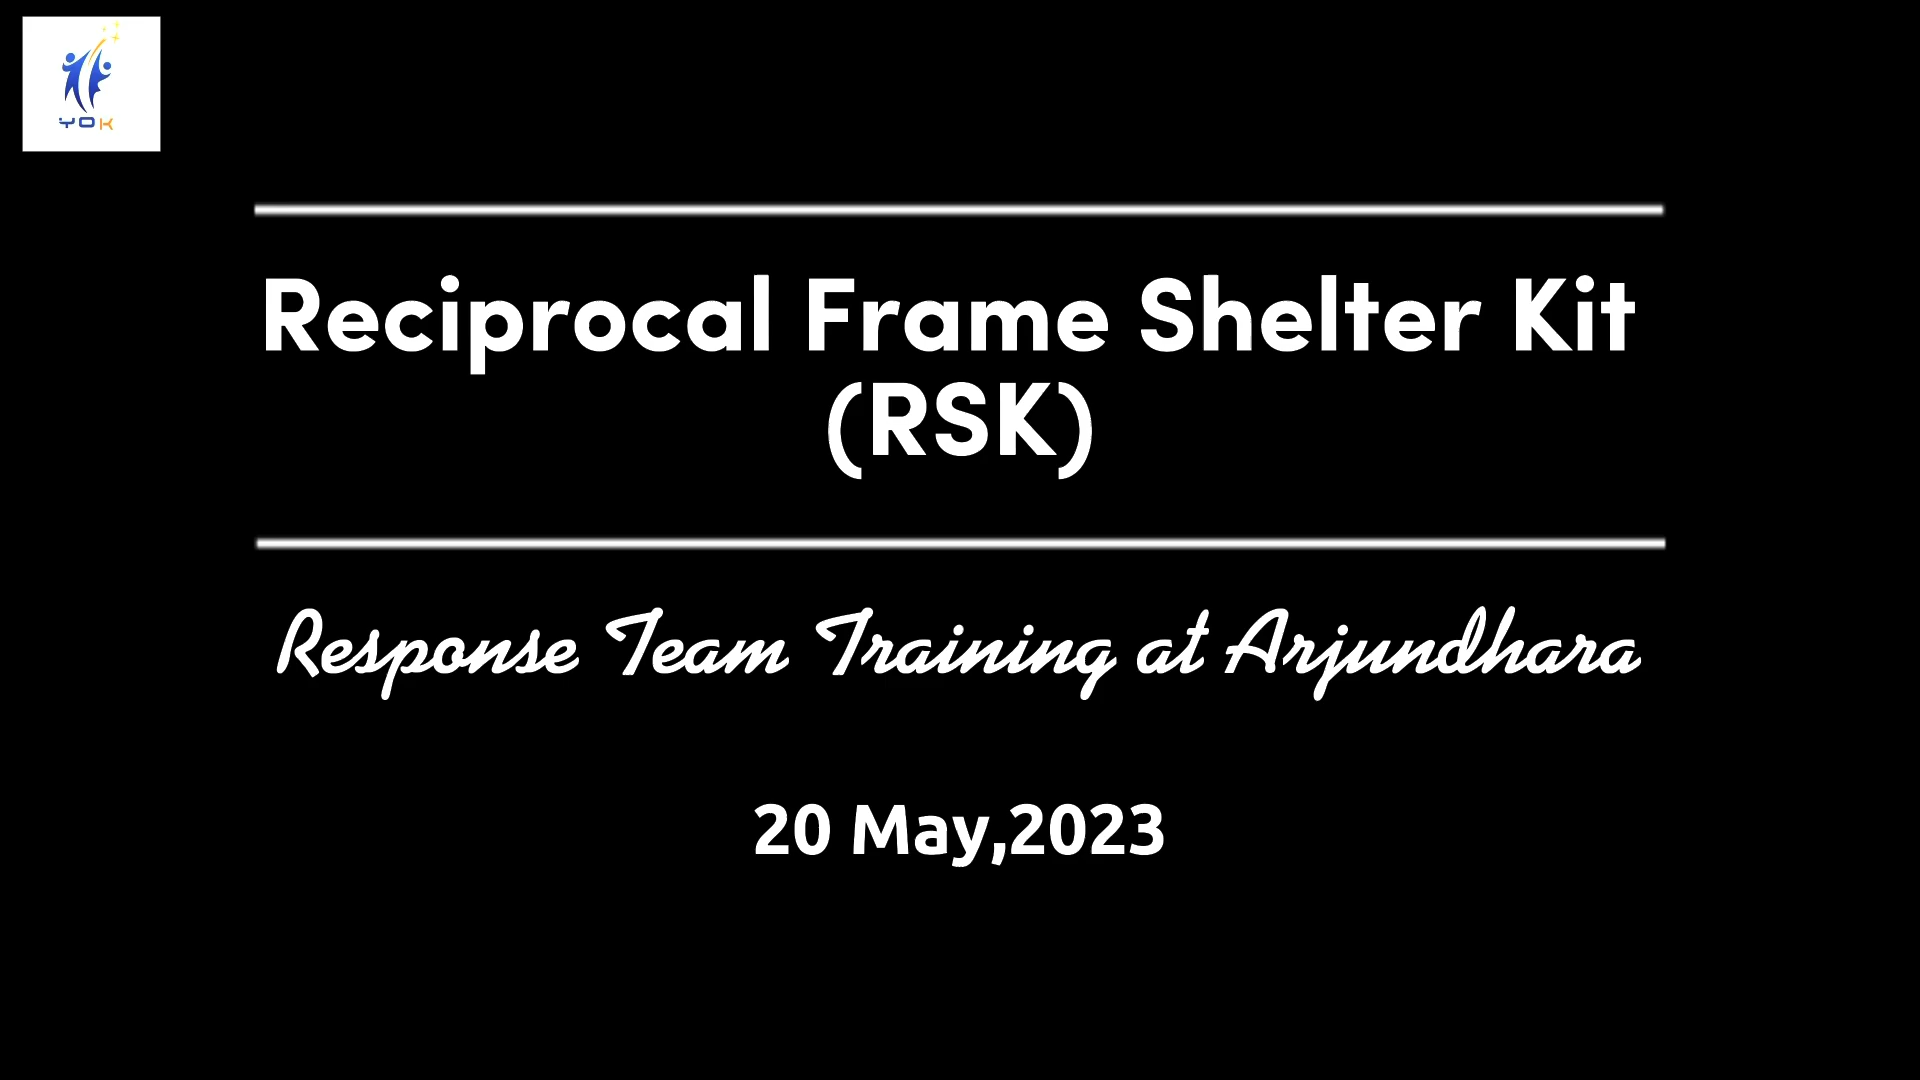 YOK
Reciprocal Frame Shelter Kit
(RSK)
Response Team Training at Arjundhara
20 May,2023